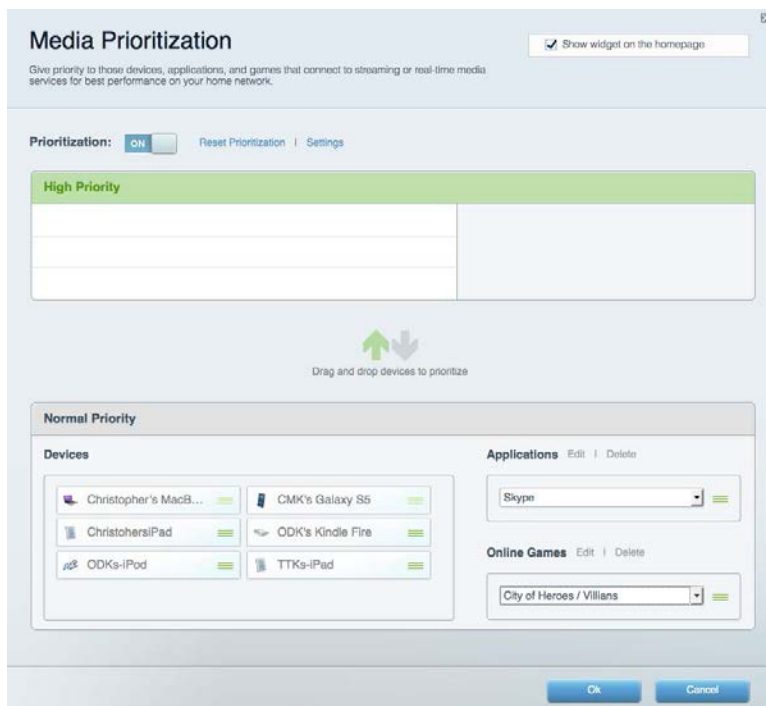 Media Prioritization
Show widget on the homepage
Give priority to those devices, applications, and games that connect to streaming or real-time media
services for best performance on your home network.
Prioritization: ON Reset Prioritization | Settings
High Priority
Drag and drop devices to prioritize
Normal Priority
Devices
Christopher's MacB...
CMK's Galaxy S5
ChristohersiPad
ODK's Kindle Fire
ODKs-iPod
TTKs-iPad
Applications Edit | Delete
Skype
Online Games Edit | Delete
City of Heroes / Villians
Ok
Cancel